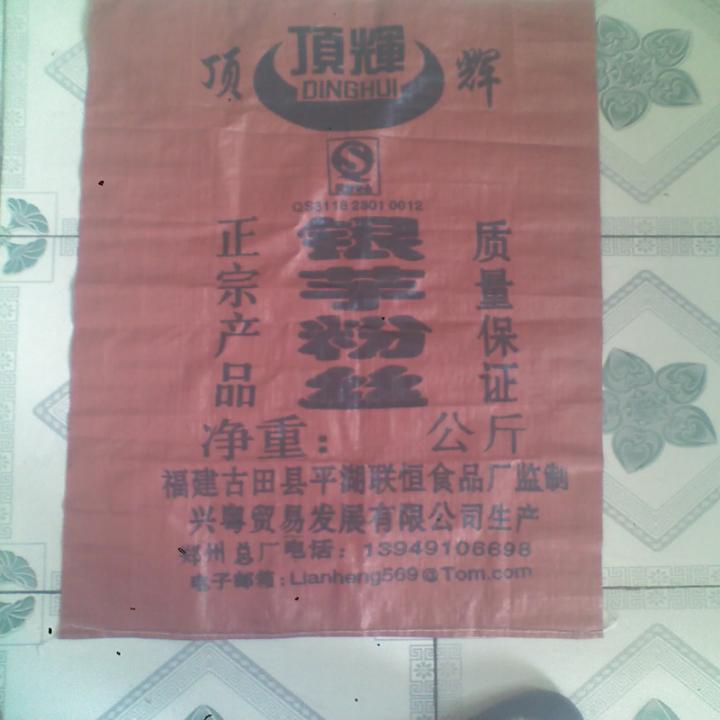 顶 頂輝 辉
DINGHUI
QS3118 2301 0012
正宗产品
银芋粉丝
质量保证
净重: 公斤
福建古田县平湖联恒食品厂监制
兴粤贸易发展有限公司生产
郑州总厂电话: 13949106698
电子邮箱:Lianheng569@Tom.com